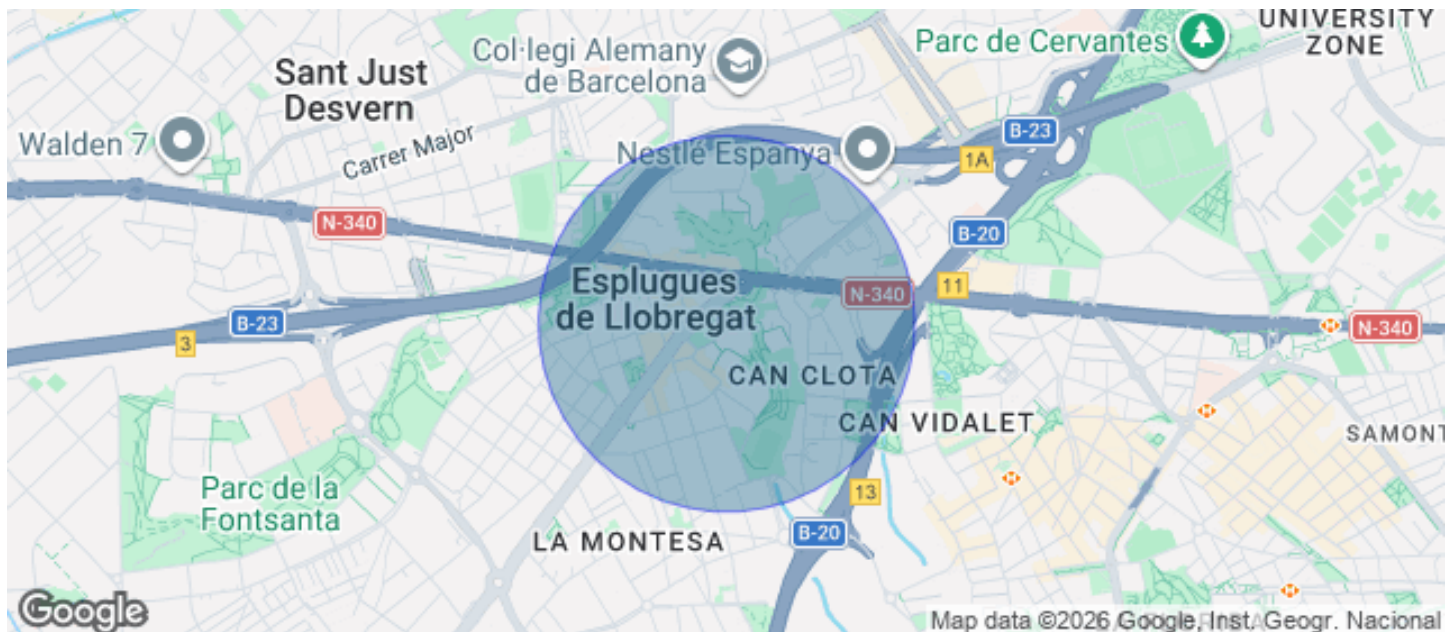 UNIVERSITY
ZONE
Parc de Cervantes
Col·legi Alemany
de Barcelona
Sant Just
Desvern
Walden 7
Carrer Major
Nestlé Espanya
B-23
1A
N-340
B-20
11
Esplugues
de Llobregat
N-340
B-23
3
N-340
CAN CLOTA
CAN VIDALET
SAMONT
Parc de la
Fontsanta
13
LA MONTESA
B-20
Google
Map data ©2026 Google, Inst. Geogr. Nacional